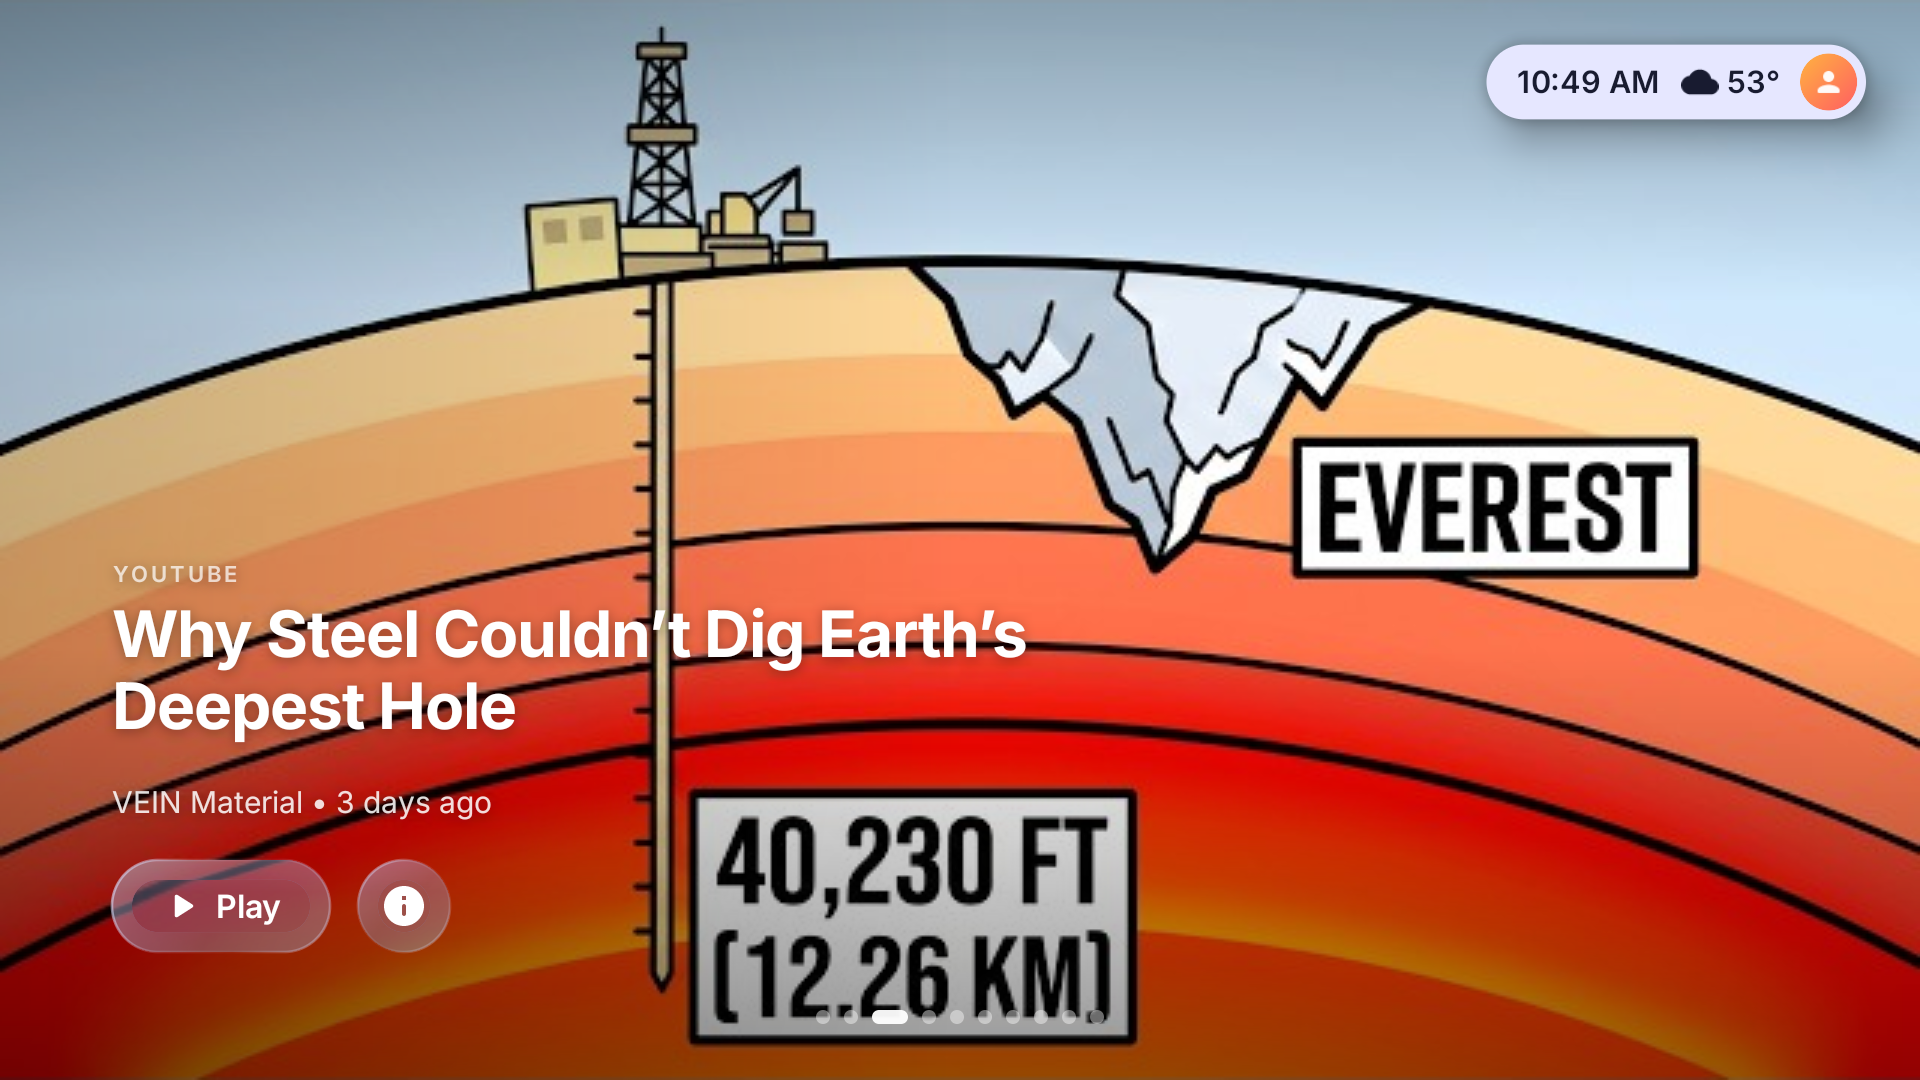 10:49 AM 53°
EVEREST
YOUTUBE
Why Steel Couldn’t Dig Earth’s
Deepest Hole
VEIN Material • 3 days ago
Play
40,230 FT
(12.26 KM)